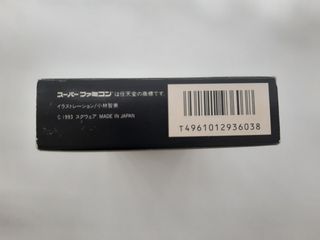 スーパーファミコンは任天堂の商標です。
イラストレーション/小林智美
© 1993 スクウェア MADE IN JAPAN
T4961012936038